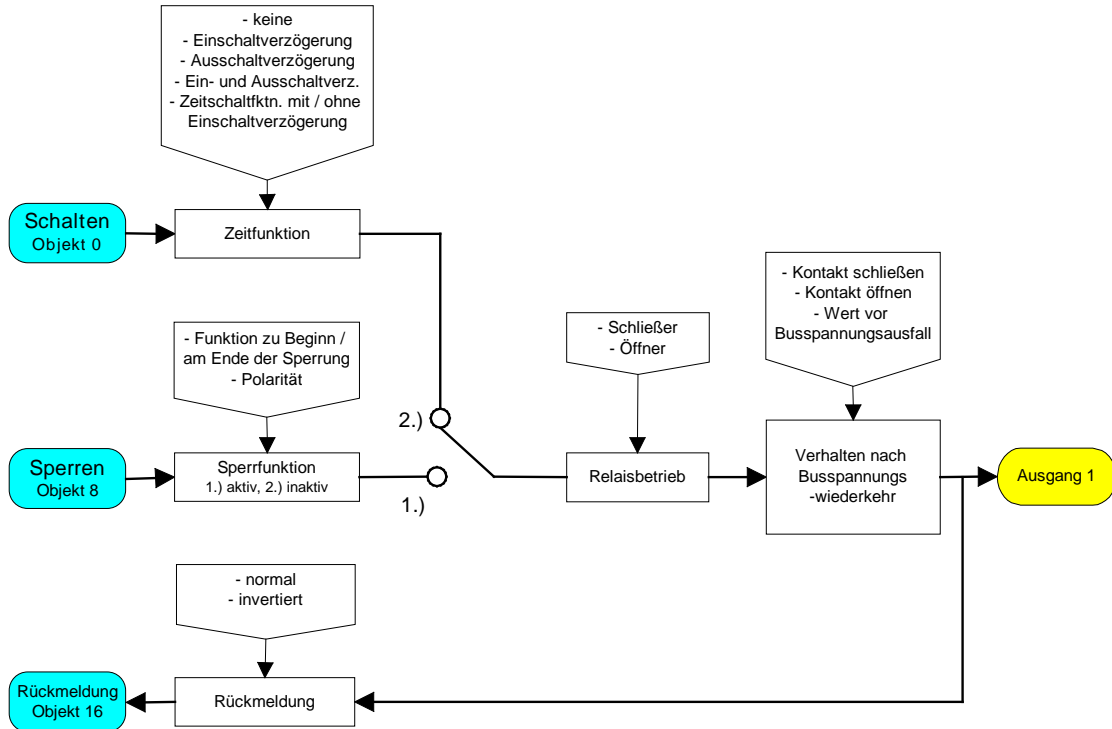 - keine
- Einschaltverzögerung
- Ausschaltverzögerung
- Ein- und Ausschaltverz.
- Zeitschaltfktn. mit / ohne
Einschaltverzögerung
Schalten
Objekt 0
Zeitfunktion
- Kontakt schließen
- Kontakt öffnen
- Wert vor
Busspannungsausfall
- Funktion zu Beginn /
am Ende der Sperrung
- Polarität
- Schließer
- Öffner
2.)
Sperren
Objekt 8
Sperrfunktion
1.) aktiv, 2.) inaktiv
1.)
Relaisbetrieb
Verhalten nach
Busspannungs
-wiederkehr
Ausgang 1
- normal
- invertiert
Rückmeldung
Objekt 16
Rückmeldung